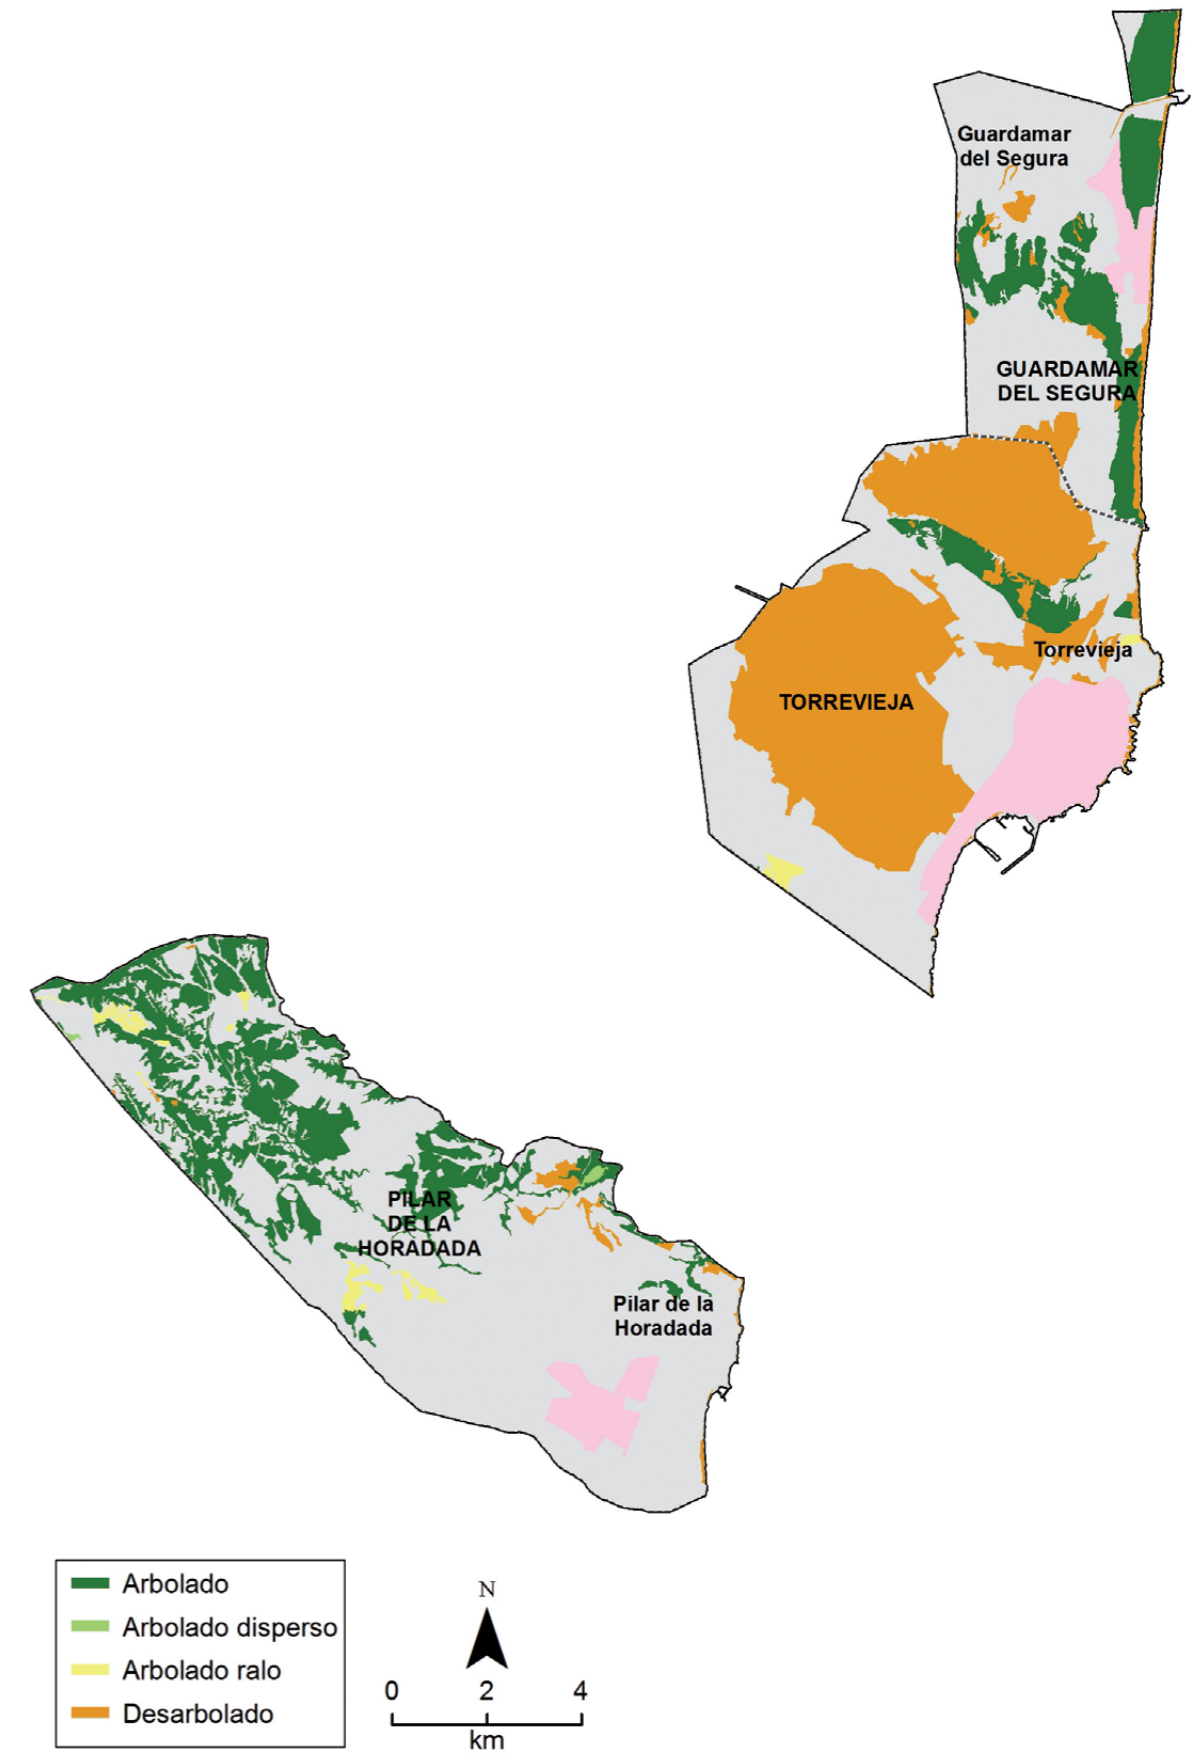 Guardamar
del Segura
GUARDAMAR
DEL SEGURA
Torrevieja
TORREVIEJA
PILAR
DE LA
HORADADA
Pilar de la
Horadada
Arbolado
Arbolado disperso
Arbolado ralo
Desarbolado
N
0 2 4
km